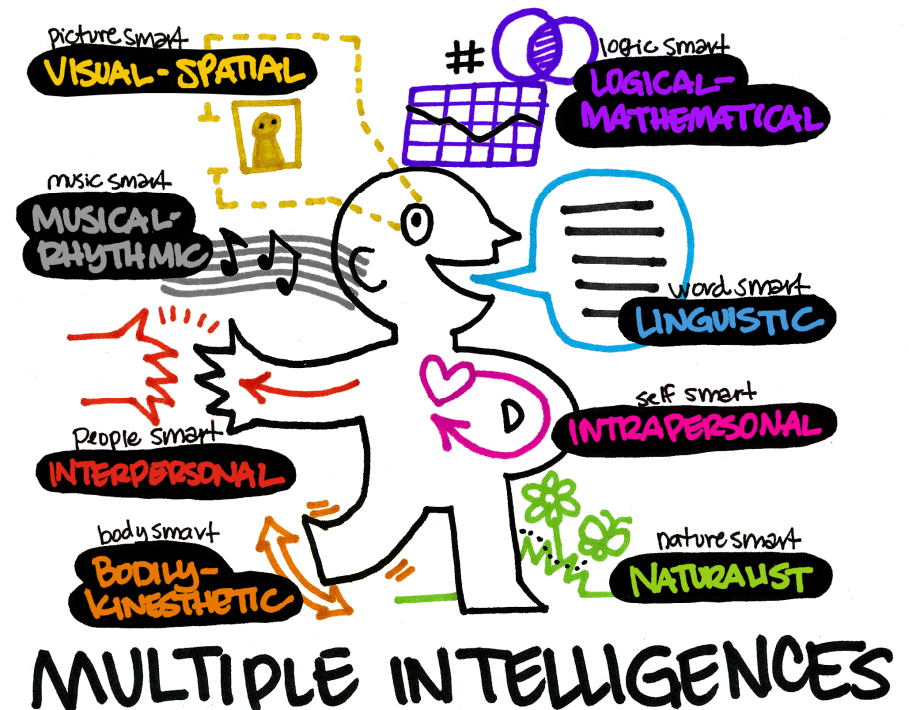 picture smart
VISUAL-SPATIAL
#
logic smart
LOGICAL-
MATHEMATICAL
music smart
MUSICAL-
RHYTHMIC
word smart
LINGUISTIC
people smart
INTERPERSONAL
self smart
INTRAPERSONAL
body smart
BODILY-
KINESTHETIC
nature smart
NATURALIST
MULTIPLE INTELLIGENCES